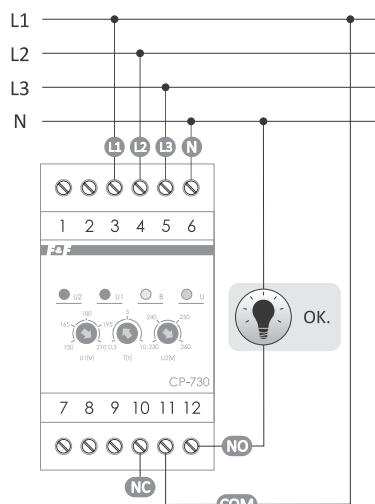 L1
L2
L3
N
L1 L2 L3 N
1 2 3 4 5 6
F&F
U2 U1 B U
180 5 240 250
165 195
150 210 0.5 10 230 260
U1[V] T[s] U2[V]
OK.
CP-730
7 8 9 10 11 12
NO
NC
COM